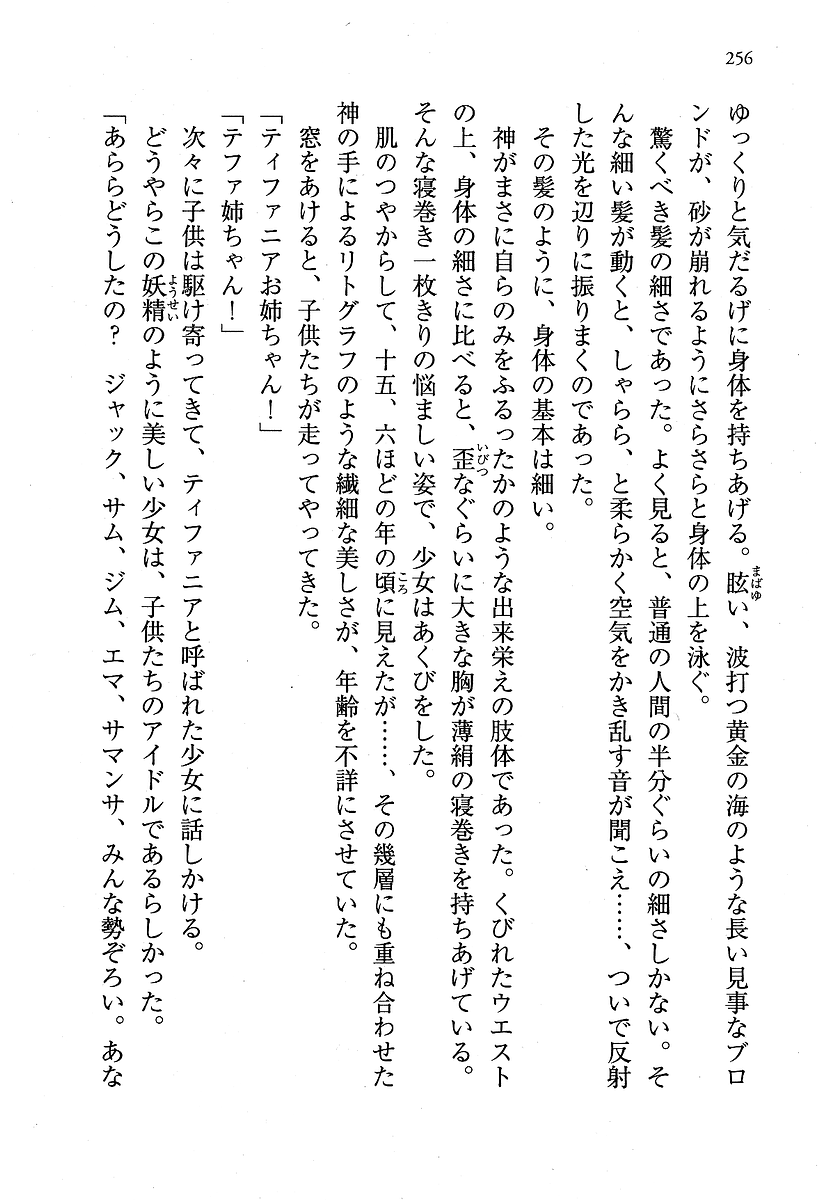 256
ゆっくりと気だるげに身体を持ちあげる。眩い、波打つ黄金の海のような長い見事なブロ
ンドが、砂が崩れるようにさらさらと身体の上を泳ぐ。
驚くべき髪の細さであった。よく見ると、普通の人間の半分ぐらいの細さしかない。そ
んな細い髪が動くと、しゃらら、と柔らかく空気をかき乱す音が聞こえ……、ついで反射
した光を辺りに振りまくのであった。
その髪のように、身体の基本は細い。
神がまさに自らのみをふるったかのような出来栄えの肢体であった。くびれたウエスト
の上、身体の細さに比べると、歪なぐらいに大きな胸が薄絹の寝巻きを持ちあげている。
そんな寝巻き一枚きりの悩ましい姿で、少女はあくびをした。
肌のつやからして、十五、六ほどの年の頃に見えたが……、その幾層にも重ね合わせた
神の手によるリトグラフのような繊細な美しさが、年齢を不詳にさせていた。
窓をあけると、子供たちが走ってやってきた。
「ティファニアお姉ちゃん！」
「テファ姉ちゃん！」
次々に子供は駆け寄ってきて、ティファニアと呼ばれた少女に話しかける。
どうやらこの妖精のように美しい少女は、子供たちのアイドルであるらしかった。
「あららどうしたの？　ジャック、サム、ジム、エマ、サマンサ、みんな勢ぞろい。あな
まばゆ
いびつ
ころ
ようせい